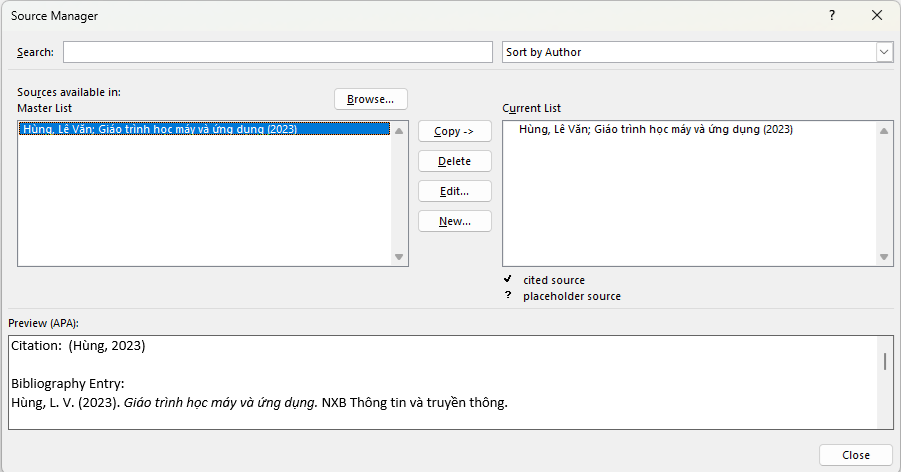 Source Manager
?
Search:
Sort by Author
Sources available in:
Master List
Browse...
Current List
Hùng, Lê Văn; Giáo trình học máy và ứng dụng (2023)
Copy ->
Delete
Edit...
New...
Hùng, Lê Văn; Giáo trình học máy và ứng dụng (2023)
cited source
? placeholder source
Preview (APA):
Citation: (Hùng, 2023)
Bibliography Entry:
Hùng, L. V. (2023). Giáo trình học máy và ứng dụng. NXB Thông tin và truyền thông.
Close